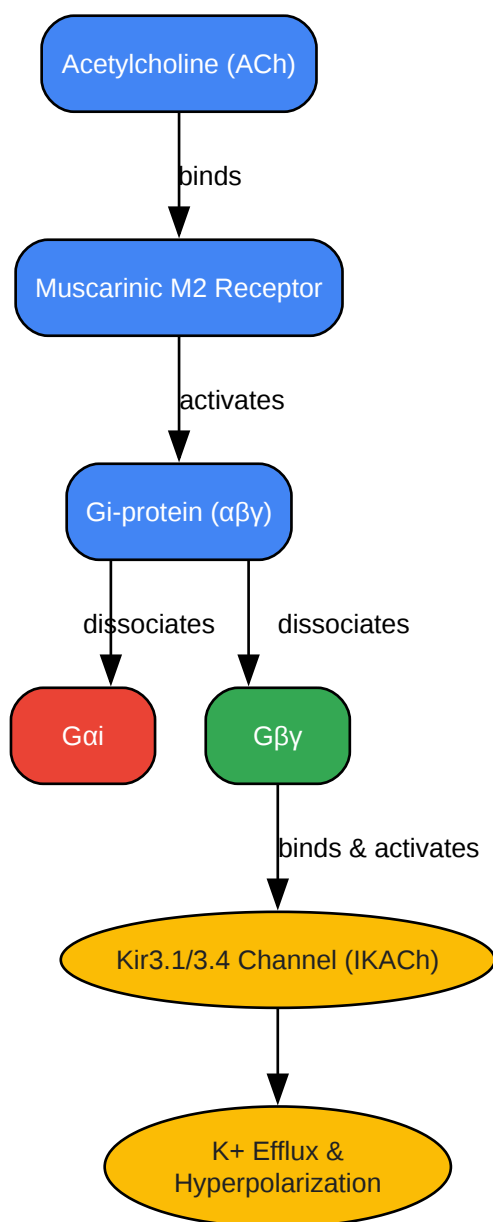 Acetylcholine (ACh)
binds
Muscarinic M2 Receptor
activates
Gi-protein (αβγ)
dissociates
dissociates
Gαi
Gβγ
binds & activates
Kir3.1/3.4 Channel (IKACh)
K+ Efflux &
Hyperpolarization